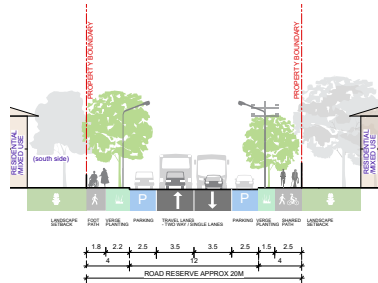 PROPERTY BOUNDARY
PROPERTY BOUNDARY
RESIDENTIAL
/MIXED USE
(south side)
RESIDENTIAL
/MIXED USE
P
P
LANDSCAPE
SETBACK
FOOT
PATH
VERGE
PLANTING
PARKING
TRAVEL LANES
- TWO WAY / SINGLE LANES
PARKING
VERGE
PLANTING
SHARED
PATH
LANDSCAPE
SETBACK
1.8 2.2 2.5 3.5 3.5 2.5 1.5 2.5
4 12 4
ROAD RESERVE APPROX 20M